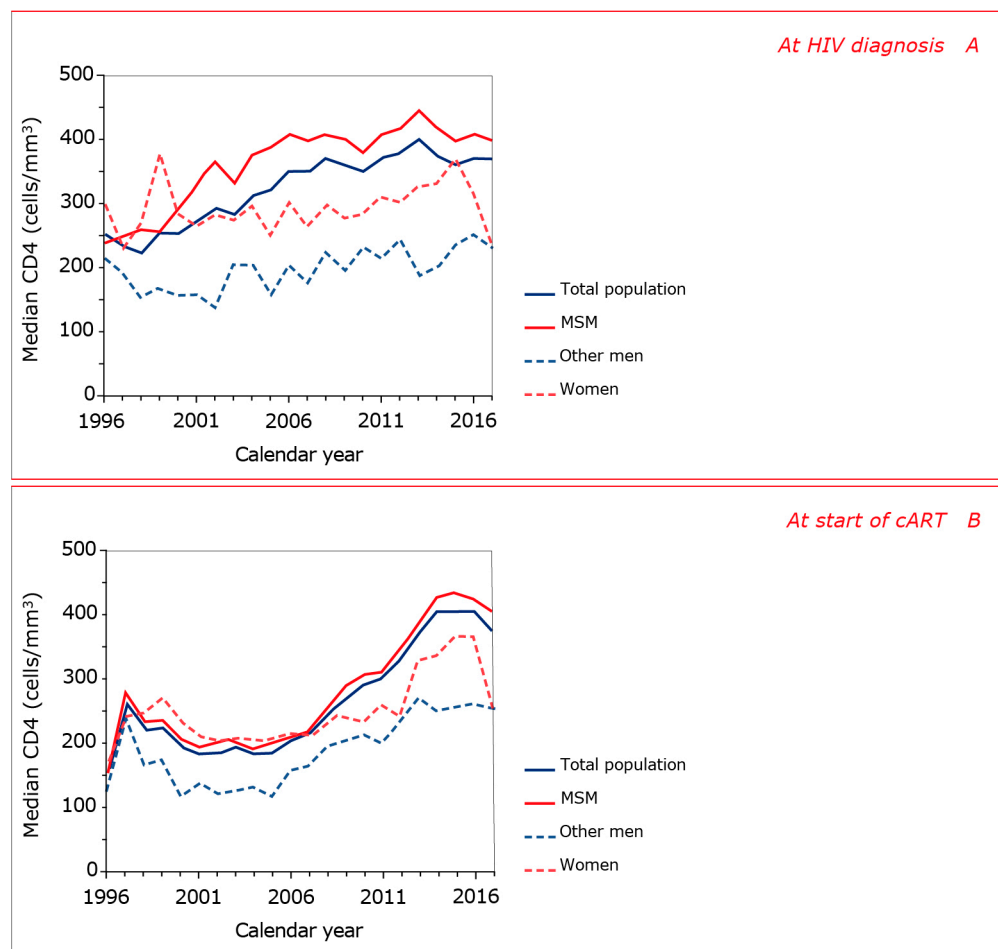 At HIV diagnosis A
Median CD4 (cells/mm³)
500
400
300
200
100
0
1996 2001 2006 2011 2016
Calendar year
Total population
MSM
Other men
Women
At start of cART B
Median CD4 (cells/mm³)
500
400
300
200
100
0
1996 2001 2006 2011 2016
Calendar year
Total population
MSM
Other men
Women